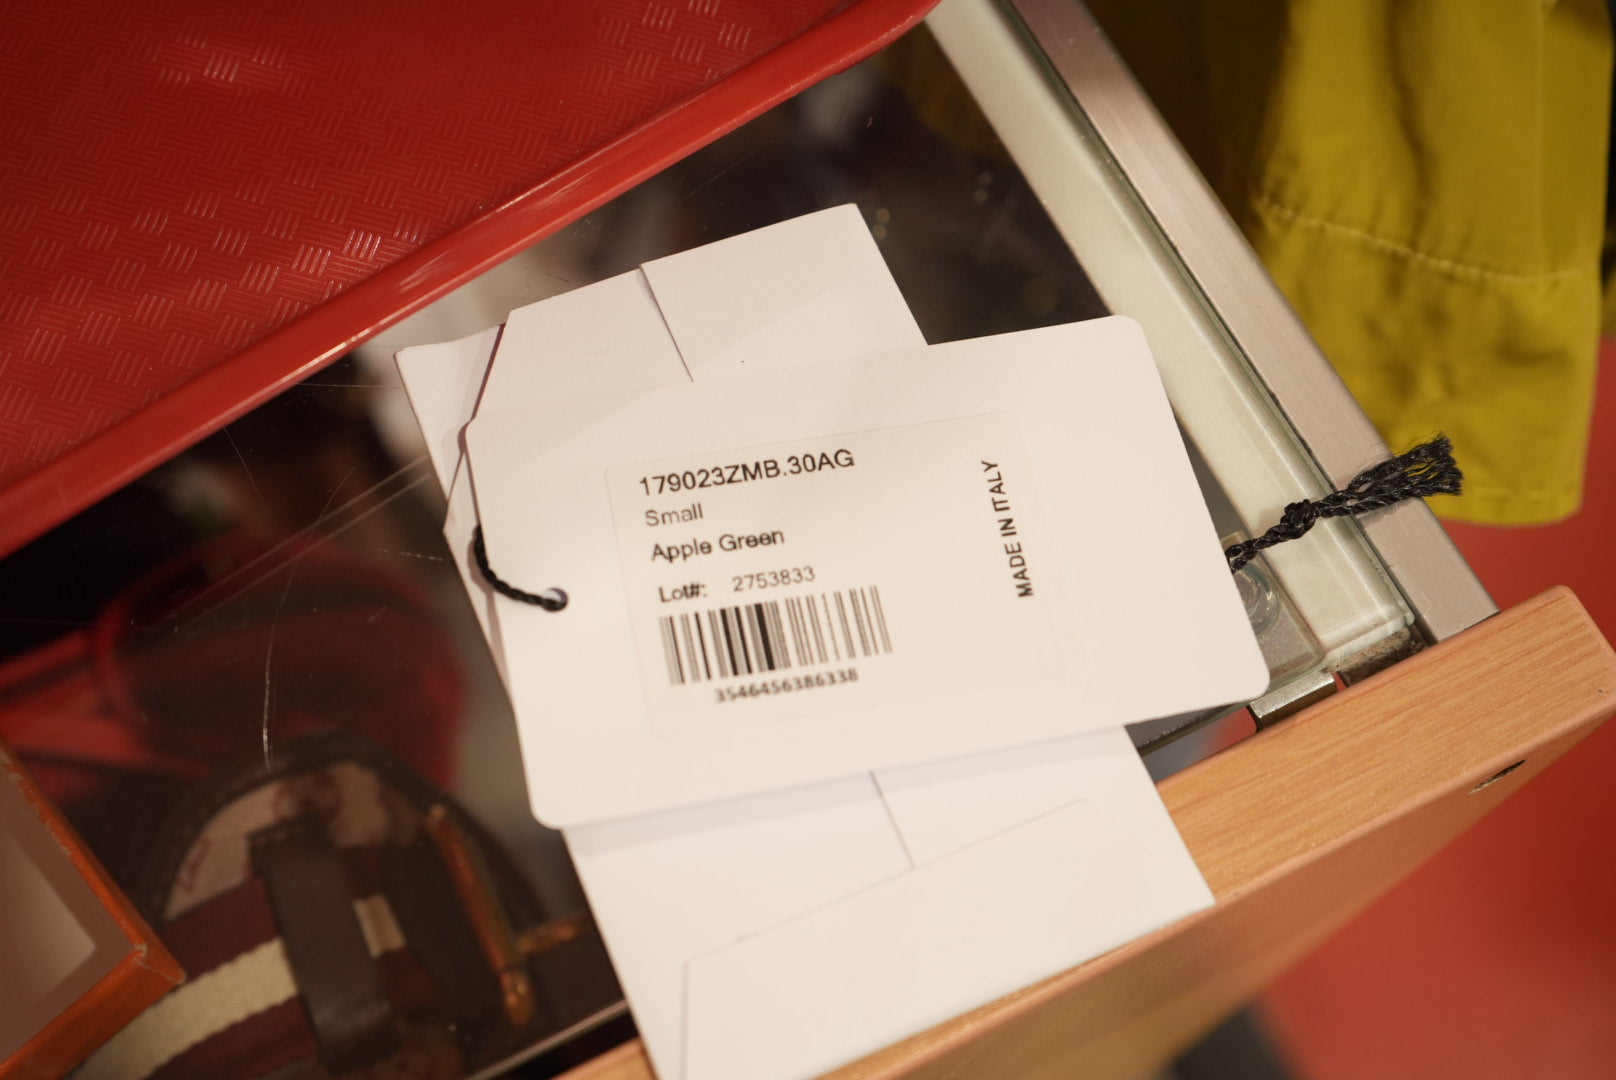 179023ZMB.30AG
Small
Apple Green
Lot#: 2753833
3546456386338
MADE IN ITALY